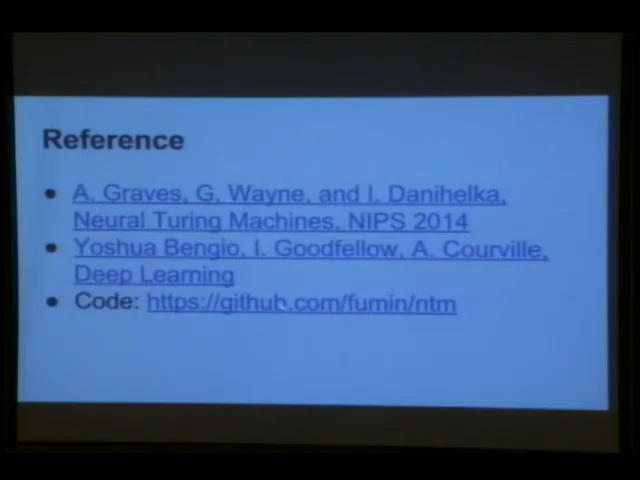 Reference
● A. Graves, G. Wayne, and I. Danihelka,
Neural Turing Machines, NIPS 2014
● Yoshua Bengio, I. Goodfellow, A. Courville,
Deep Learning
● Code: https://github.com/fumin/ntm